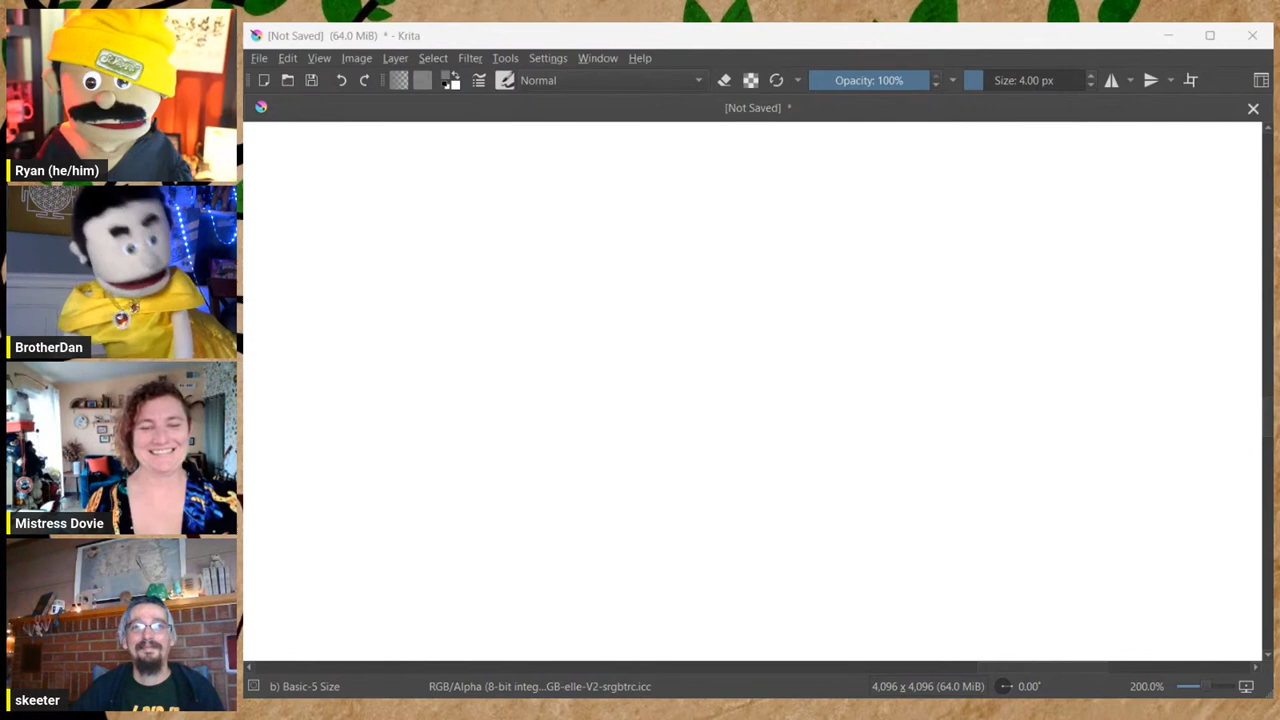 [Not Saved] (64.0 MiB) * - Krita
File Edit View Image Layer Select Filter Tools Settings Window Help
Normal Opacity: 100% Size: 4.00 px
[Not Saved] *
Ryan (he/him)
BrotherDan
Mistress Dovie
skeeter
b) Basic-5 Size RGB/Alpha (8-bit integ...GB-elle-V2-srgbtrc.icc 4,096 x 4,096 (64.0 MiB) 0.00° 200.0%